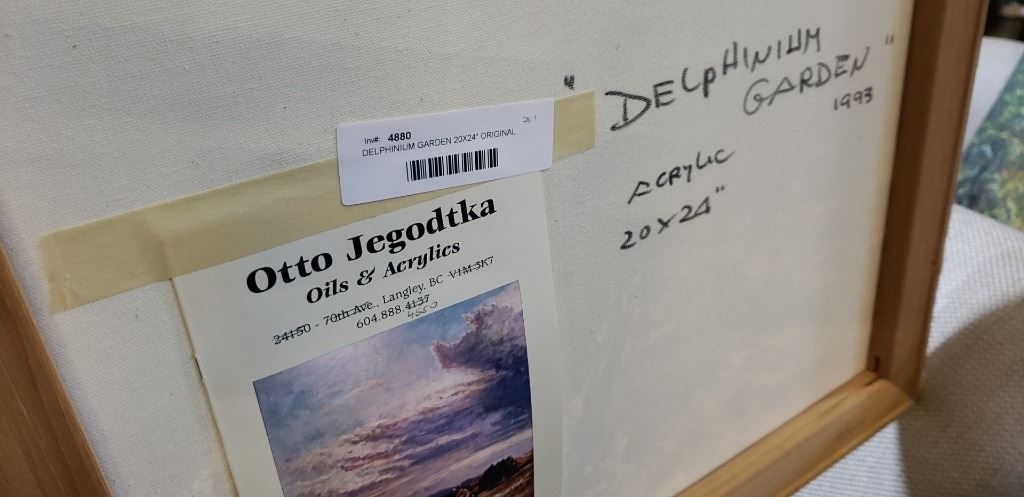 " DELPHINIUM
GARDEN "
1993
ACRYLIC
20X24"
Inv#: 4880 Qty: 1
DELPHINIUM GARDEN 20X24" ORIGINAL
Otto Jegodtka
Oils & Acrylics
24150 - 70th Ave., Langley, BC V1M 3K7
604.888.4137
4850